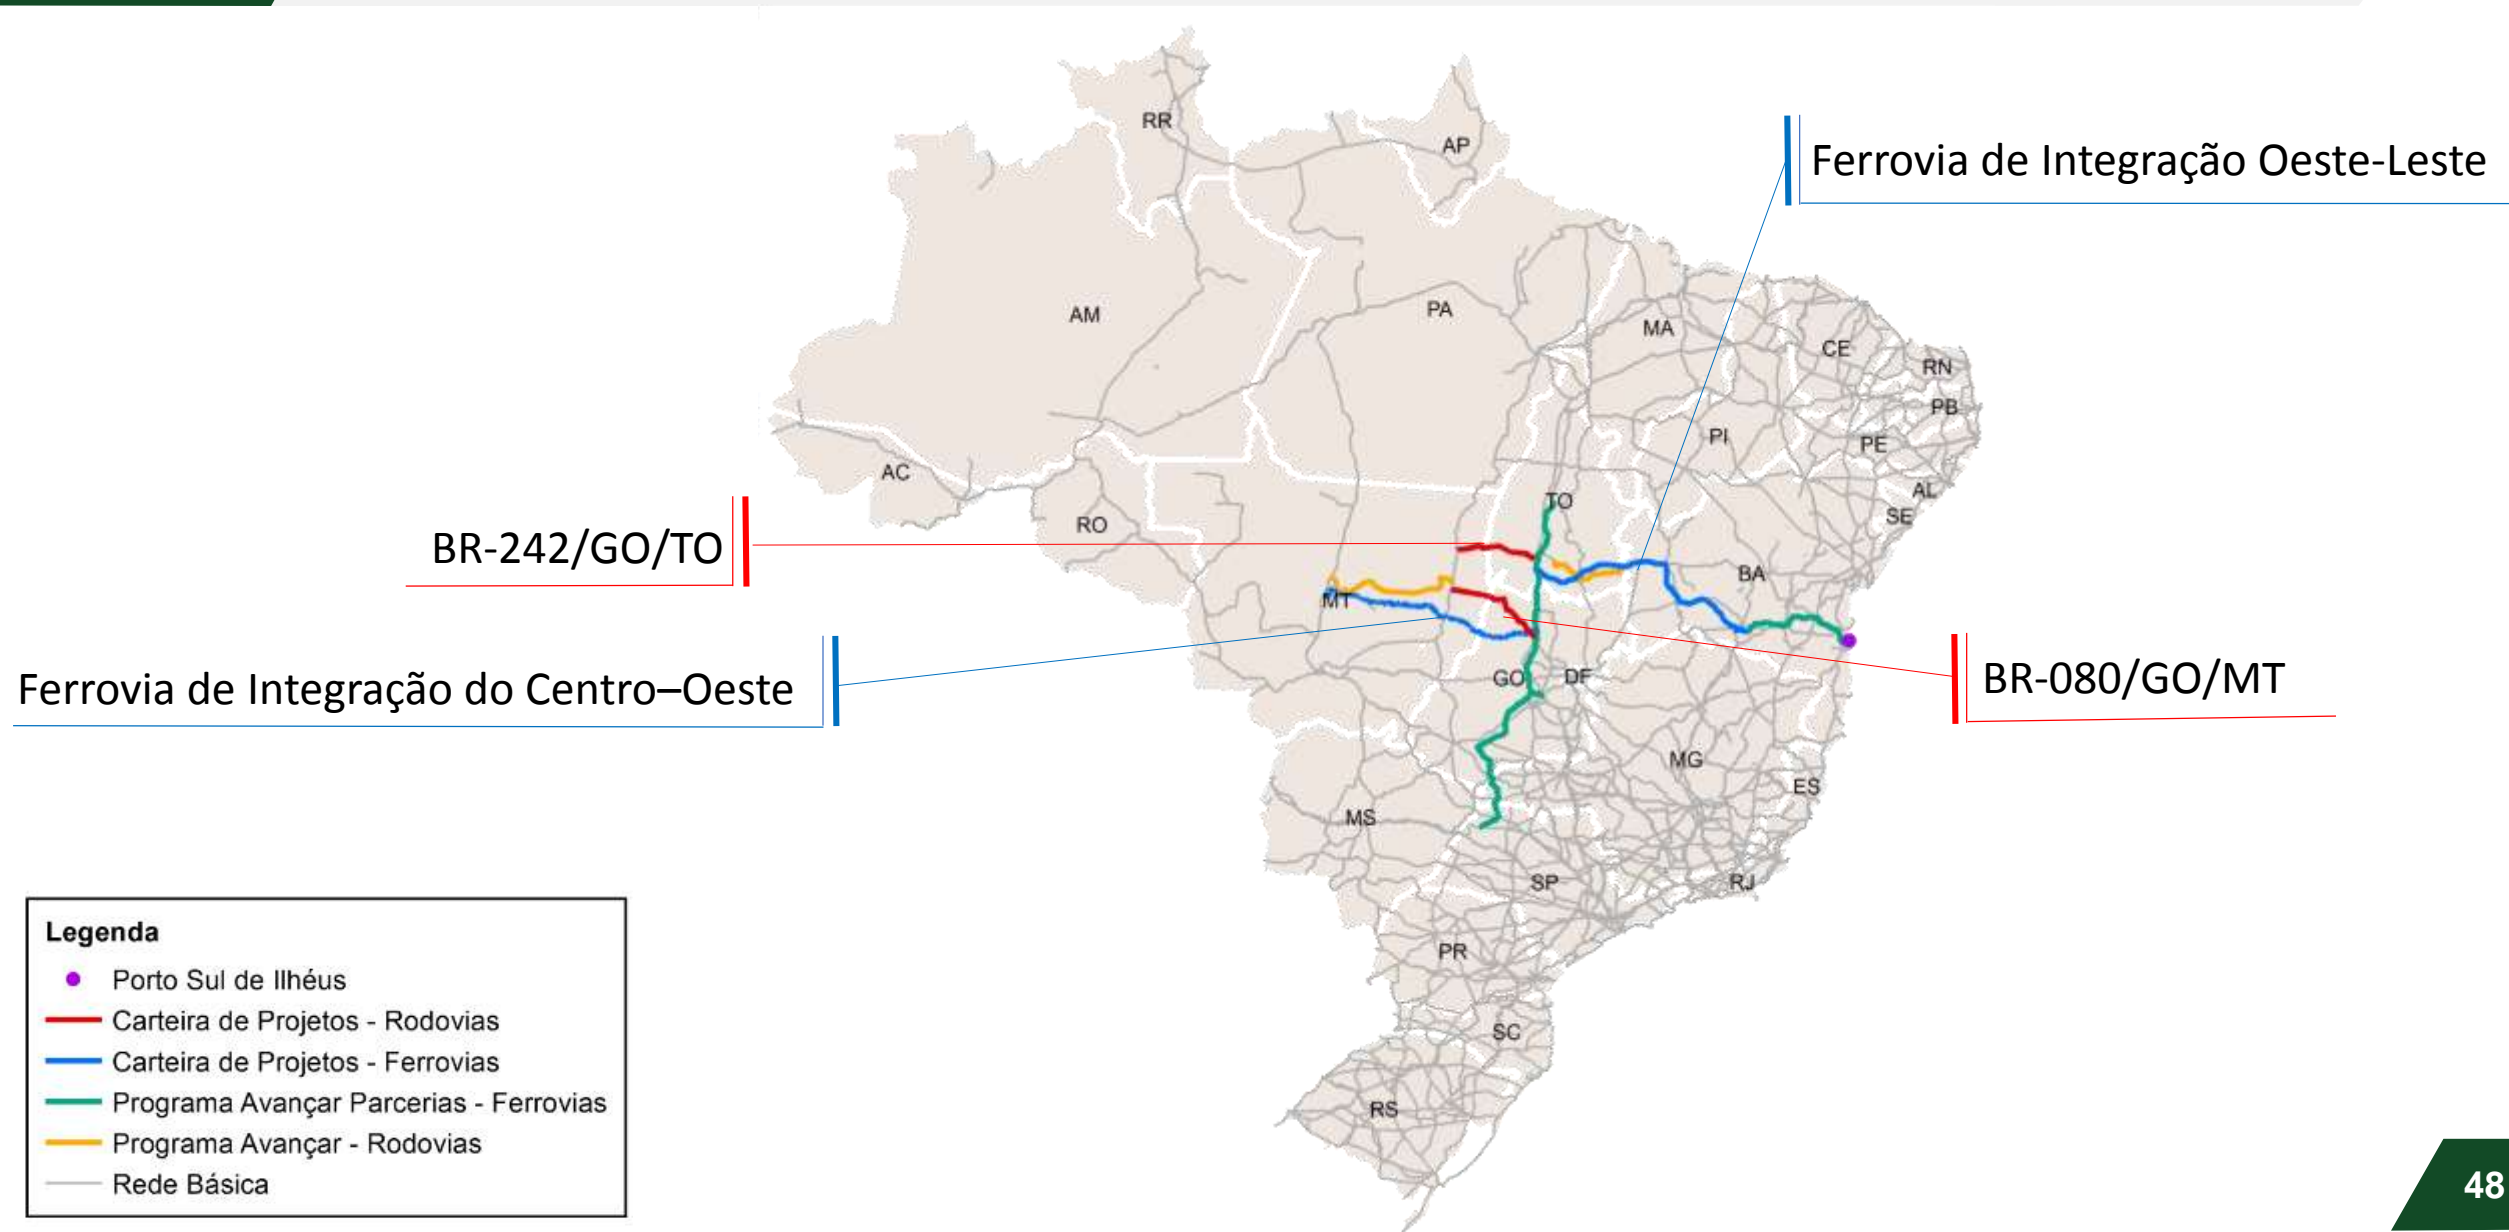 RR
AP
Ferrovia de Integração Oeste-Leste
AM
PA
MA
CE
RN
PB
PI
PE
AC
AL
TO
SE
RO
BR-242/GO/TO
BA
MT
Ferrovia de Integração do Centro–Oeste
GO
DF
BR-080/GO/MT
MG
ES
MS
SP
RJ
PR
SC
RS
Legenda
Porto Sul de Ilhéus
Carteira de Projetos - Rodovias
Carteira de Projetos - Ferrovias
Programa Avançar Parcerias - Ferrovias
Programa Avançar - Rodovias
Rede Básica
48